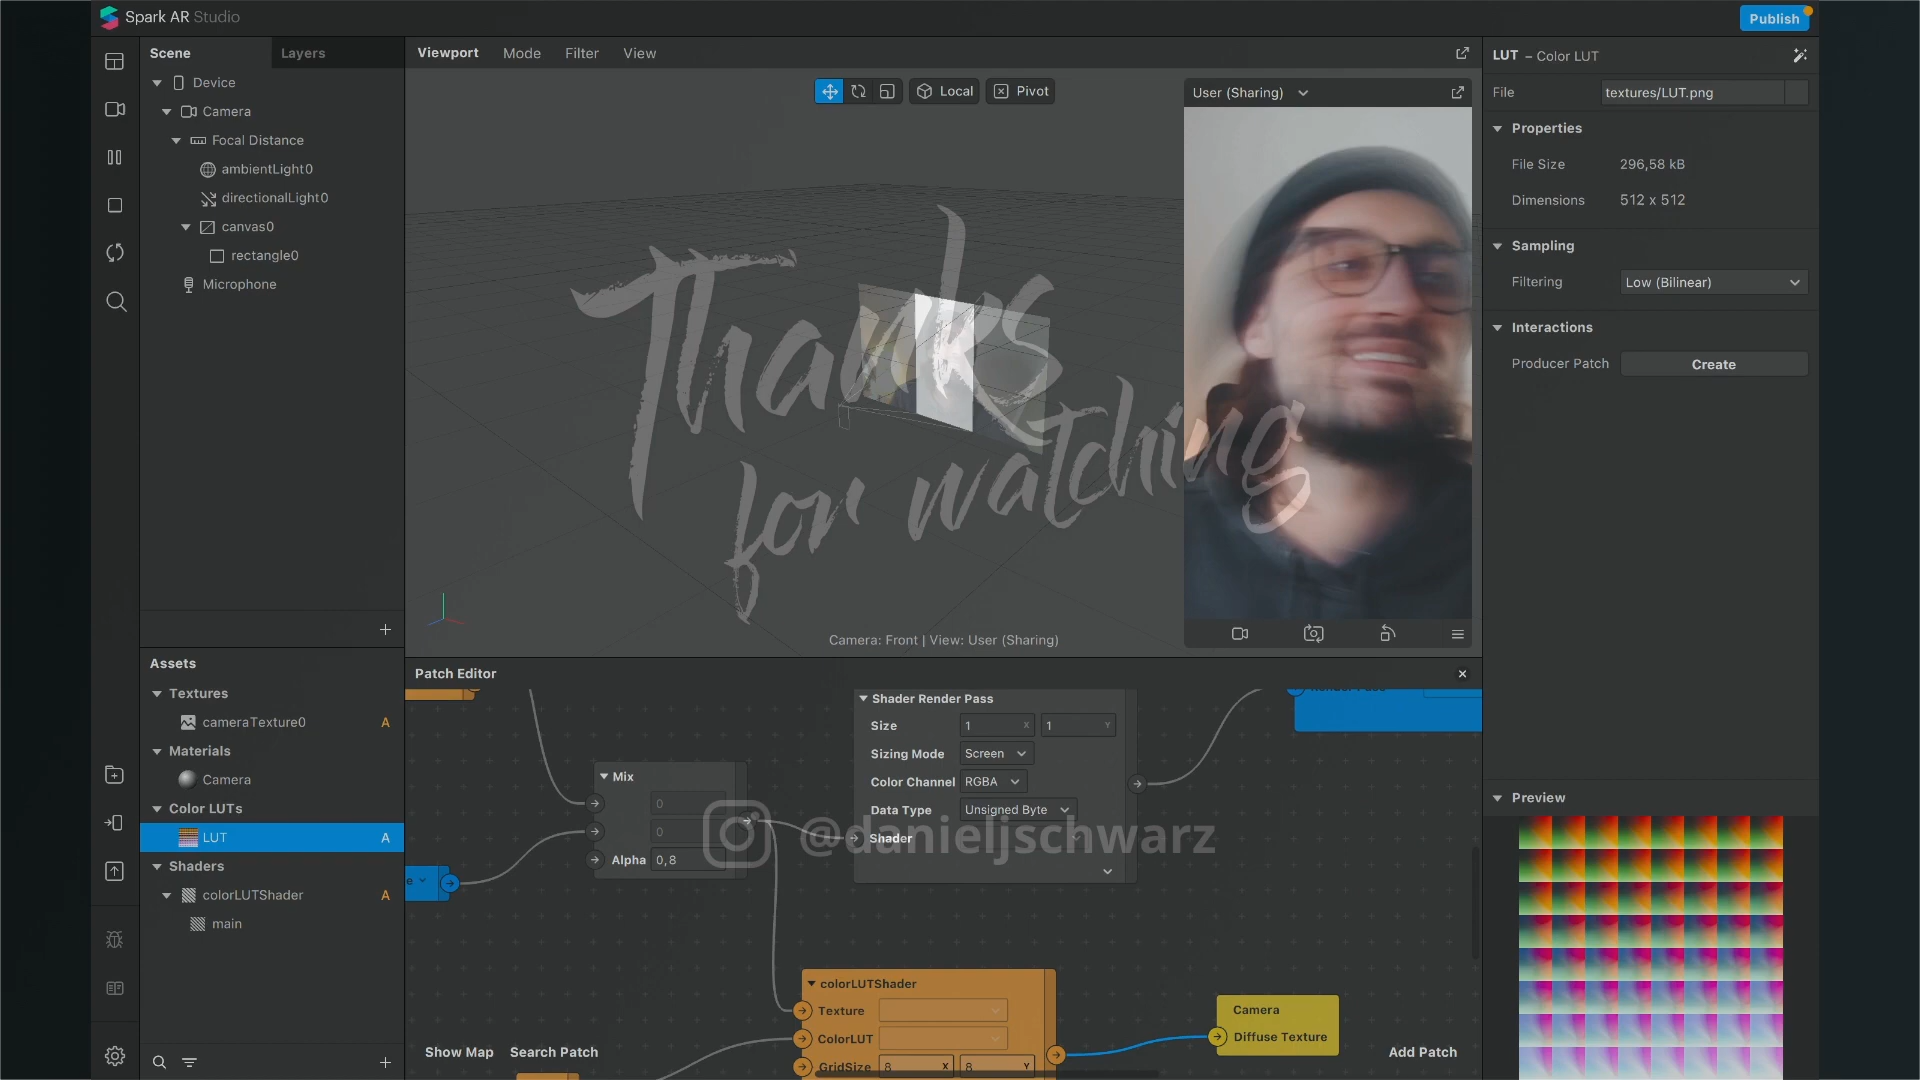 Spark AR Studio
Publish
Scene
Layers
Device
Camera
Focal Distance
ambientLight0
directionalLight0
canvas0
rectangle0
Microphone
Viewport Mode Filter View
Local
Pivot
User (Sharing)
Thanks
for watching
Camera: Front | View: User (Sharing)
LUT – Color LUT
File textures/LUT.png
Properties
File Size 296,58 kB
Dimensions 512 x 512
Sampling
Filtering Low (Bilinear)
Interactions
Producer Patch Create
Assets
Textures
cameraTexture0 A
Materials
Camera
Color LUTs
LUT A
Shaders
colorLUTShader A
main
Patch Editor
Shader Render Pass
Size 1 X 1 Y
Sizing Mode Screen
Color Channel RGBA
Data Type Unsigned Byte
Shader
Mix
0
0
Alpha 0,8
@danieljschwarz
colorLUTShader
Texture
ColorLUT
GridSize 8 X 8 Y
Camera
Diffuse Texture
Show Map Search Patch
Add Patch
Preview